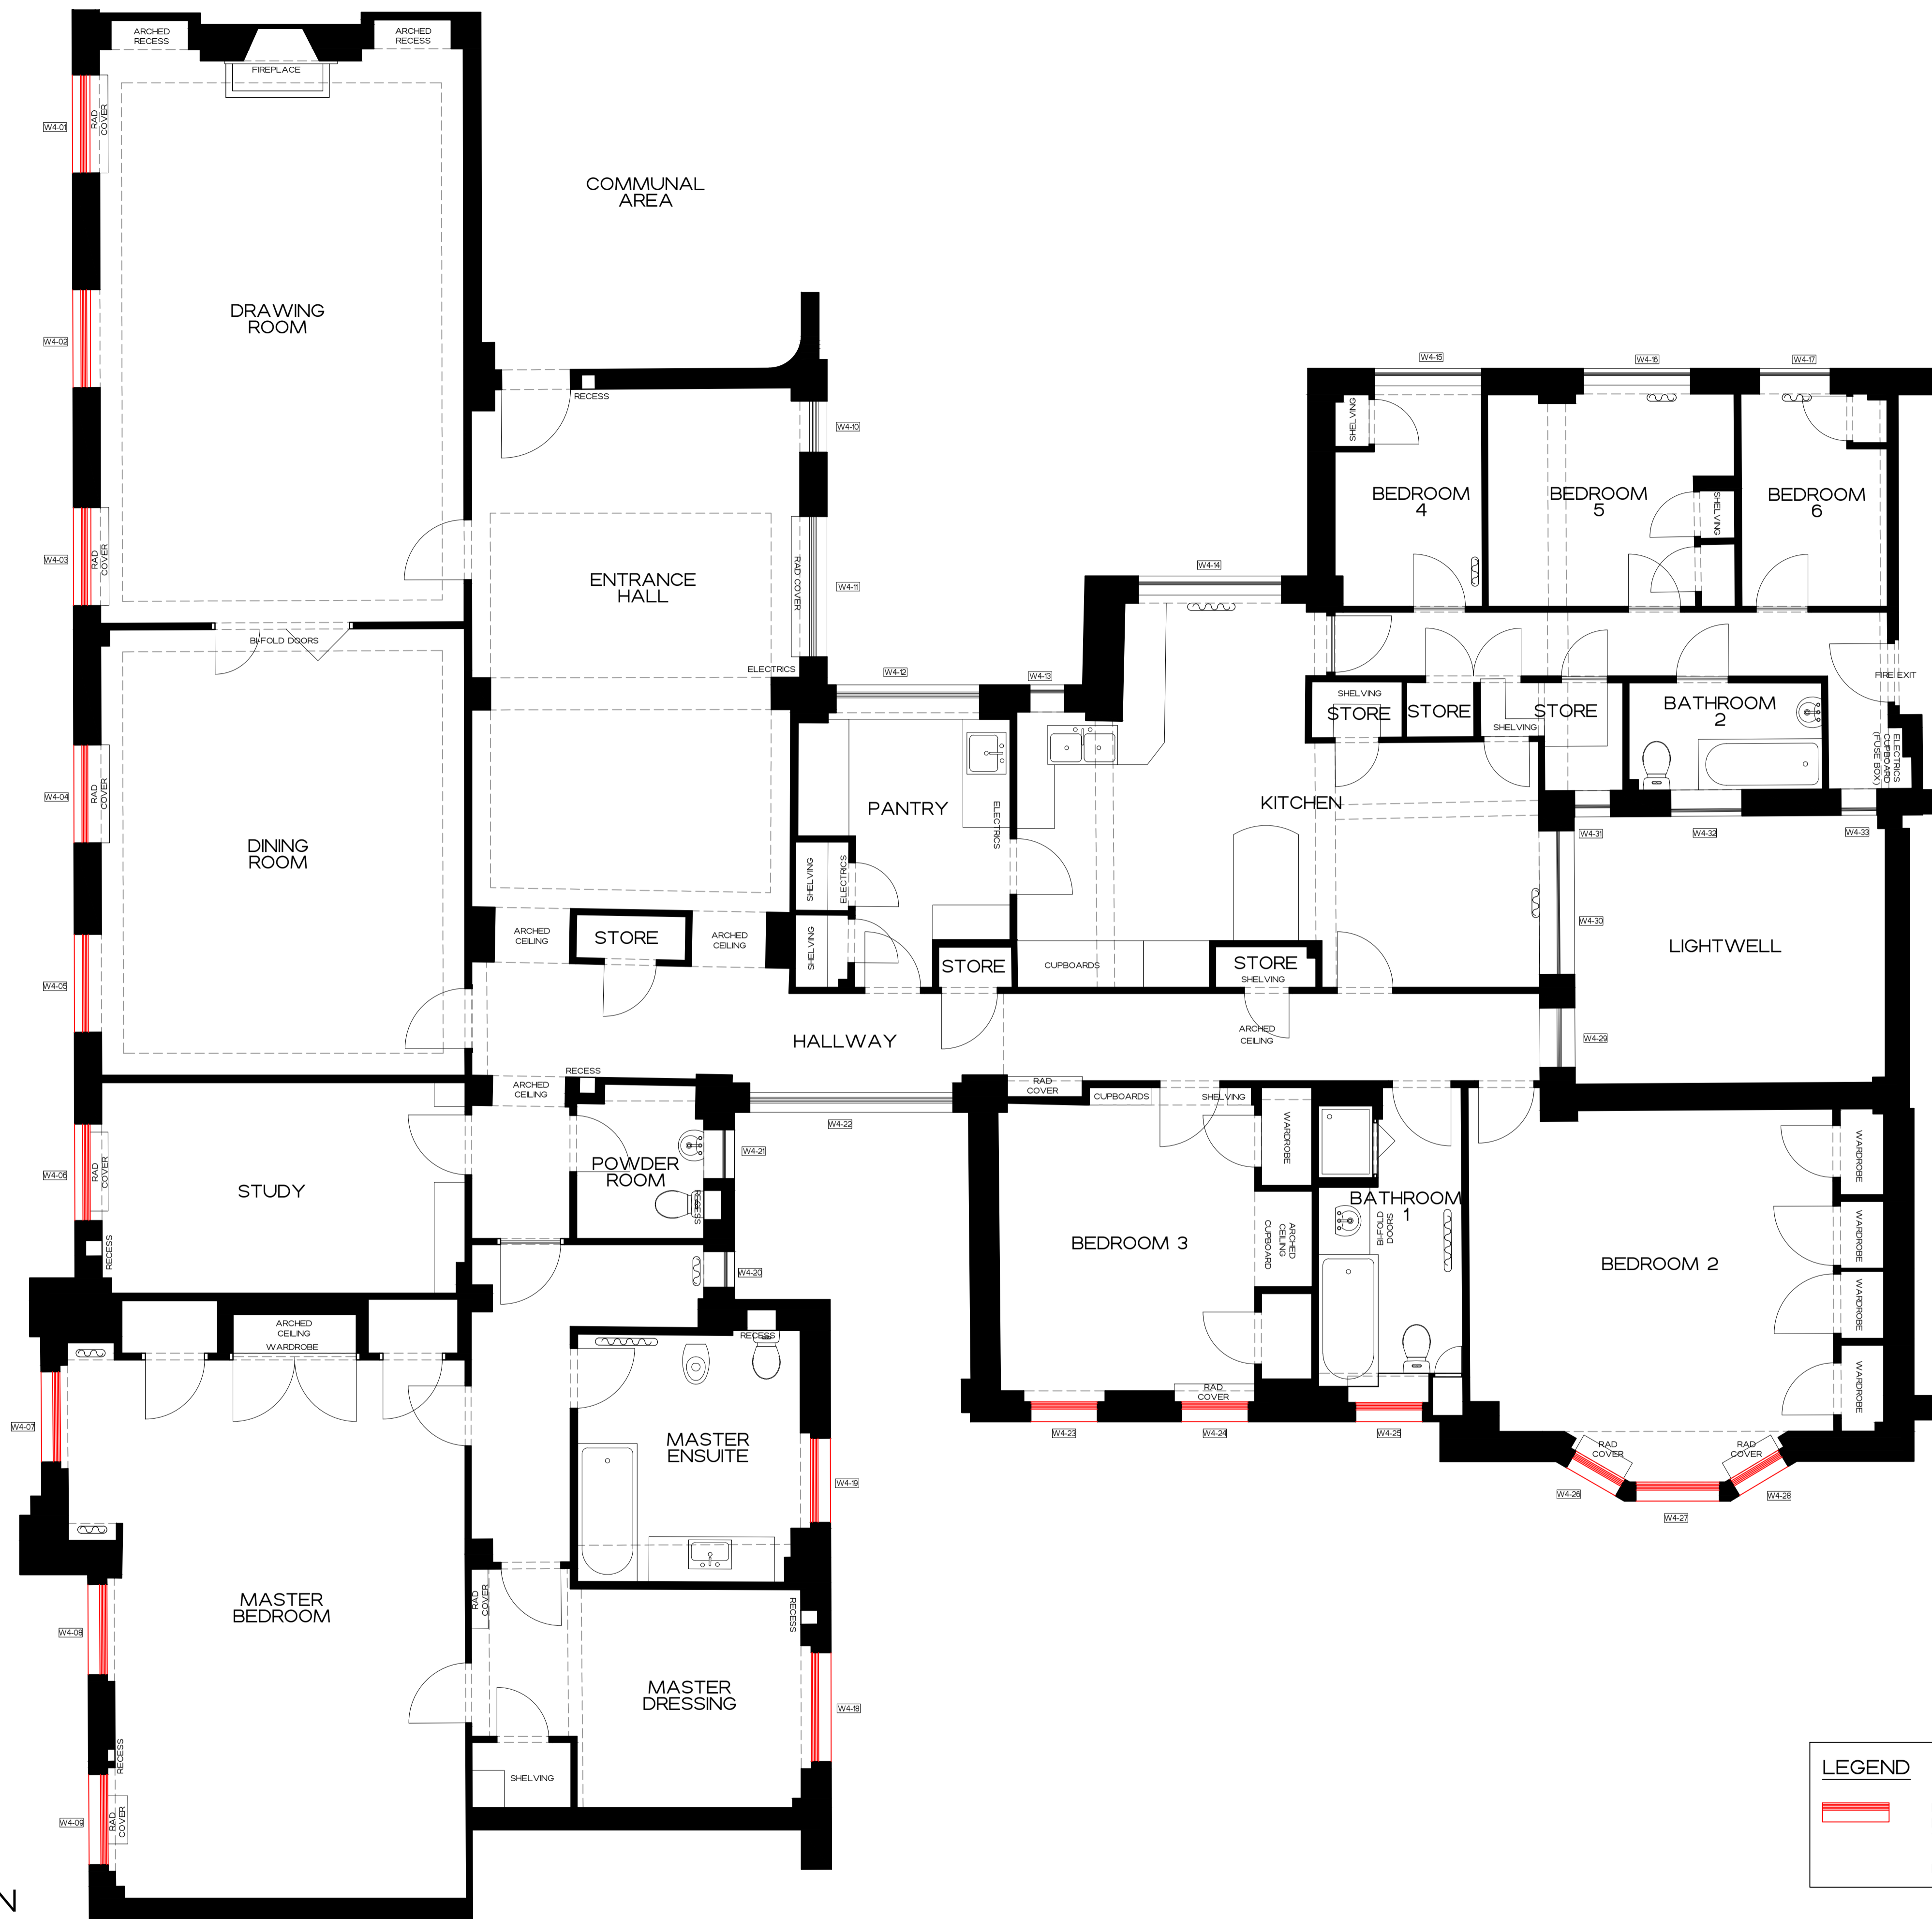 ARCHED
RECESS
ARCHED
RECESS
FIREPLACE
RAD
COVER
W4-01
COMMUNAL
AREA
DRAWING
ROOM
W4-02
RECESS
W4-10
W4-15
W4-16
W4-17
SHELVING
BEDROOM
4
BEDROOM
5
SHELVING
BEDROOM
6
W4-03
RAD
COVER
ENTRANCE
HALL
RAD COVER
W4-11
W4-14
BI-FOLD DOORS
ELECTRICS
W4-12
W4-13
FIRE EXIT
SHELVING
STORE
STORE
SHELVING
STORE
BATHROOM
2
ELECTRICS
CUPBOARD
(FUSE BOX)
W4-04
RAD
COVER
DINING
ROOM
PANTRY
ELECTRICS
KITCHEN
W4-31
W4-32
W4-33
SHELVING
ELECTRICS
W4-30
ARCHED
CEILING
STORE
ARCHED
CEILING
SHELVING
STORE
CUPBOARDS
STORE
SHELVING
LIGHTWELL
W4-05
HALLWAY
ARCHED
CEILING
W4-29
RECESS
ARCHED
CEILING
RAD
COVER
CUPBOARDS
SHELVING
W4-22
WARDROBE
W4-06
RAD
COVER
STUDY
POWDER
ROOM
RECESS
W4-21
WARDROBE
BATHROOM
1
BI-FOLD
DOORS
RECESS
BEDROOM 3
ARCHED
CEILING
CUPBOARD
BEDROOM 2
WARDROBE
W4-20
WARDROBE
ARCHED
CEILING
WARDROBE
RECESS
RAD
COVER
WARDROBE
W4-07
W4-23
W4-24
W4-25
MASTER
ENSUITE
RAD
COVER
RAD
COVER
W4-19
W4-26
W4-28
W4-27
MASTER
BEDROOM
RAD
COVER
RECESS
W4-08
MASTER
DRESSING
W4-18
RECESS
SHELVING
LEGEND
W4-09
RAD
COVER
N